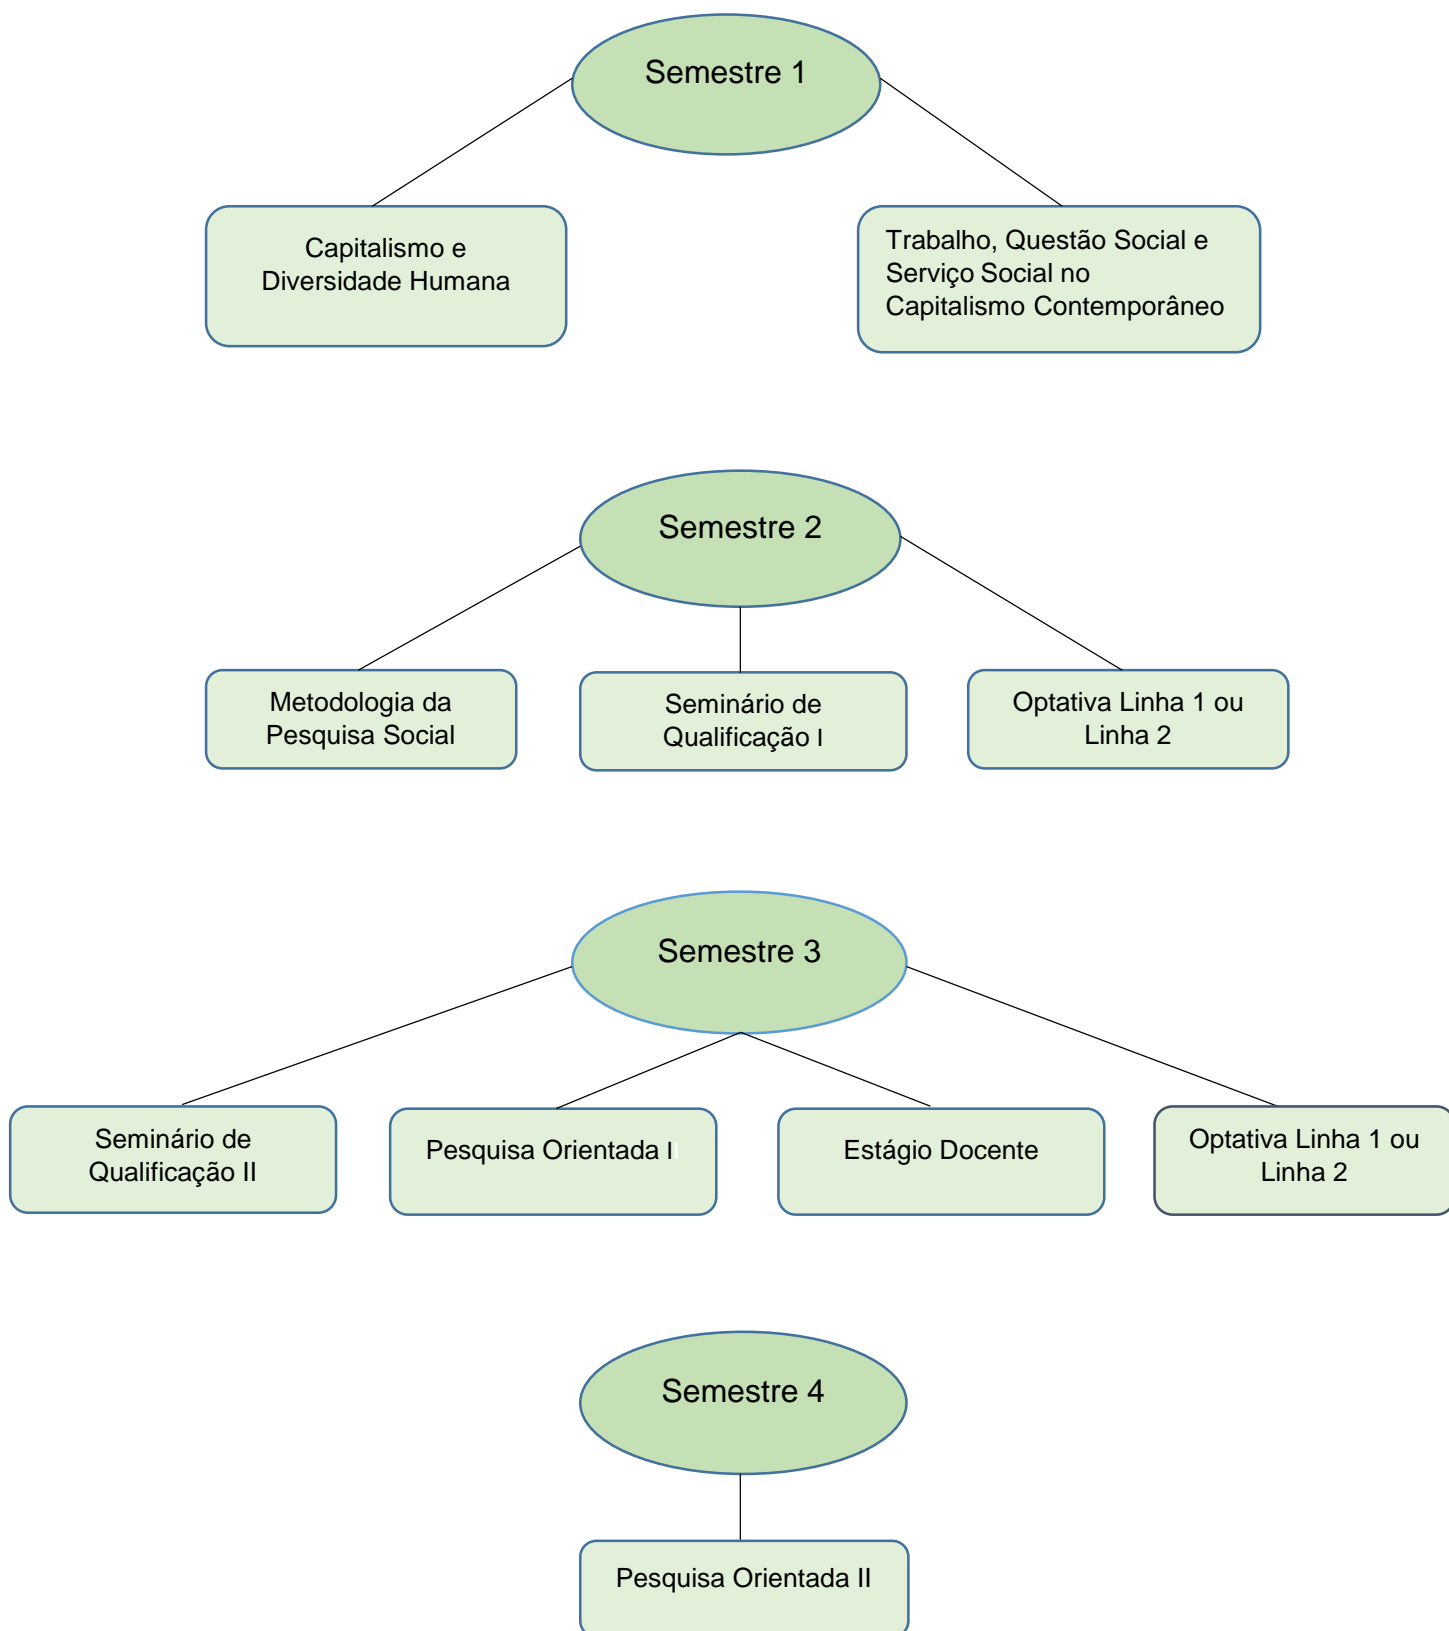 Semestre 1
Capitalismo e
Diversidade Humana
Trabalho, Questão Social e
Serviço Social no
Capitalismo Contemporâneo
Semestre 2
Metodologia da
Pesquisa Social
Seminário de
Qualificação I
Optativa Linha 1 ou
Linha 2
Semestre 3
Seminário de
Qualificação II
Pesquisa Orientada I
Estágio Docente
Optativa Linha 1 ou
Linha 2
Semestre 4
Pesquisa Orientada II